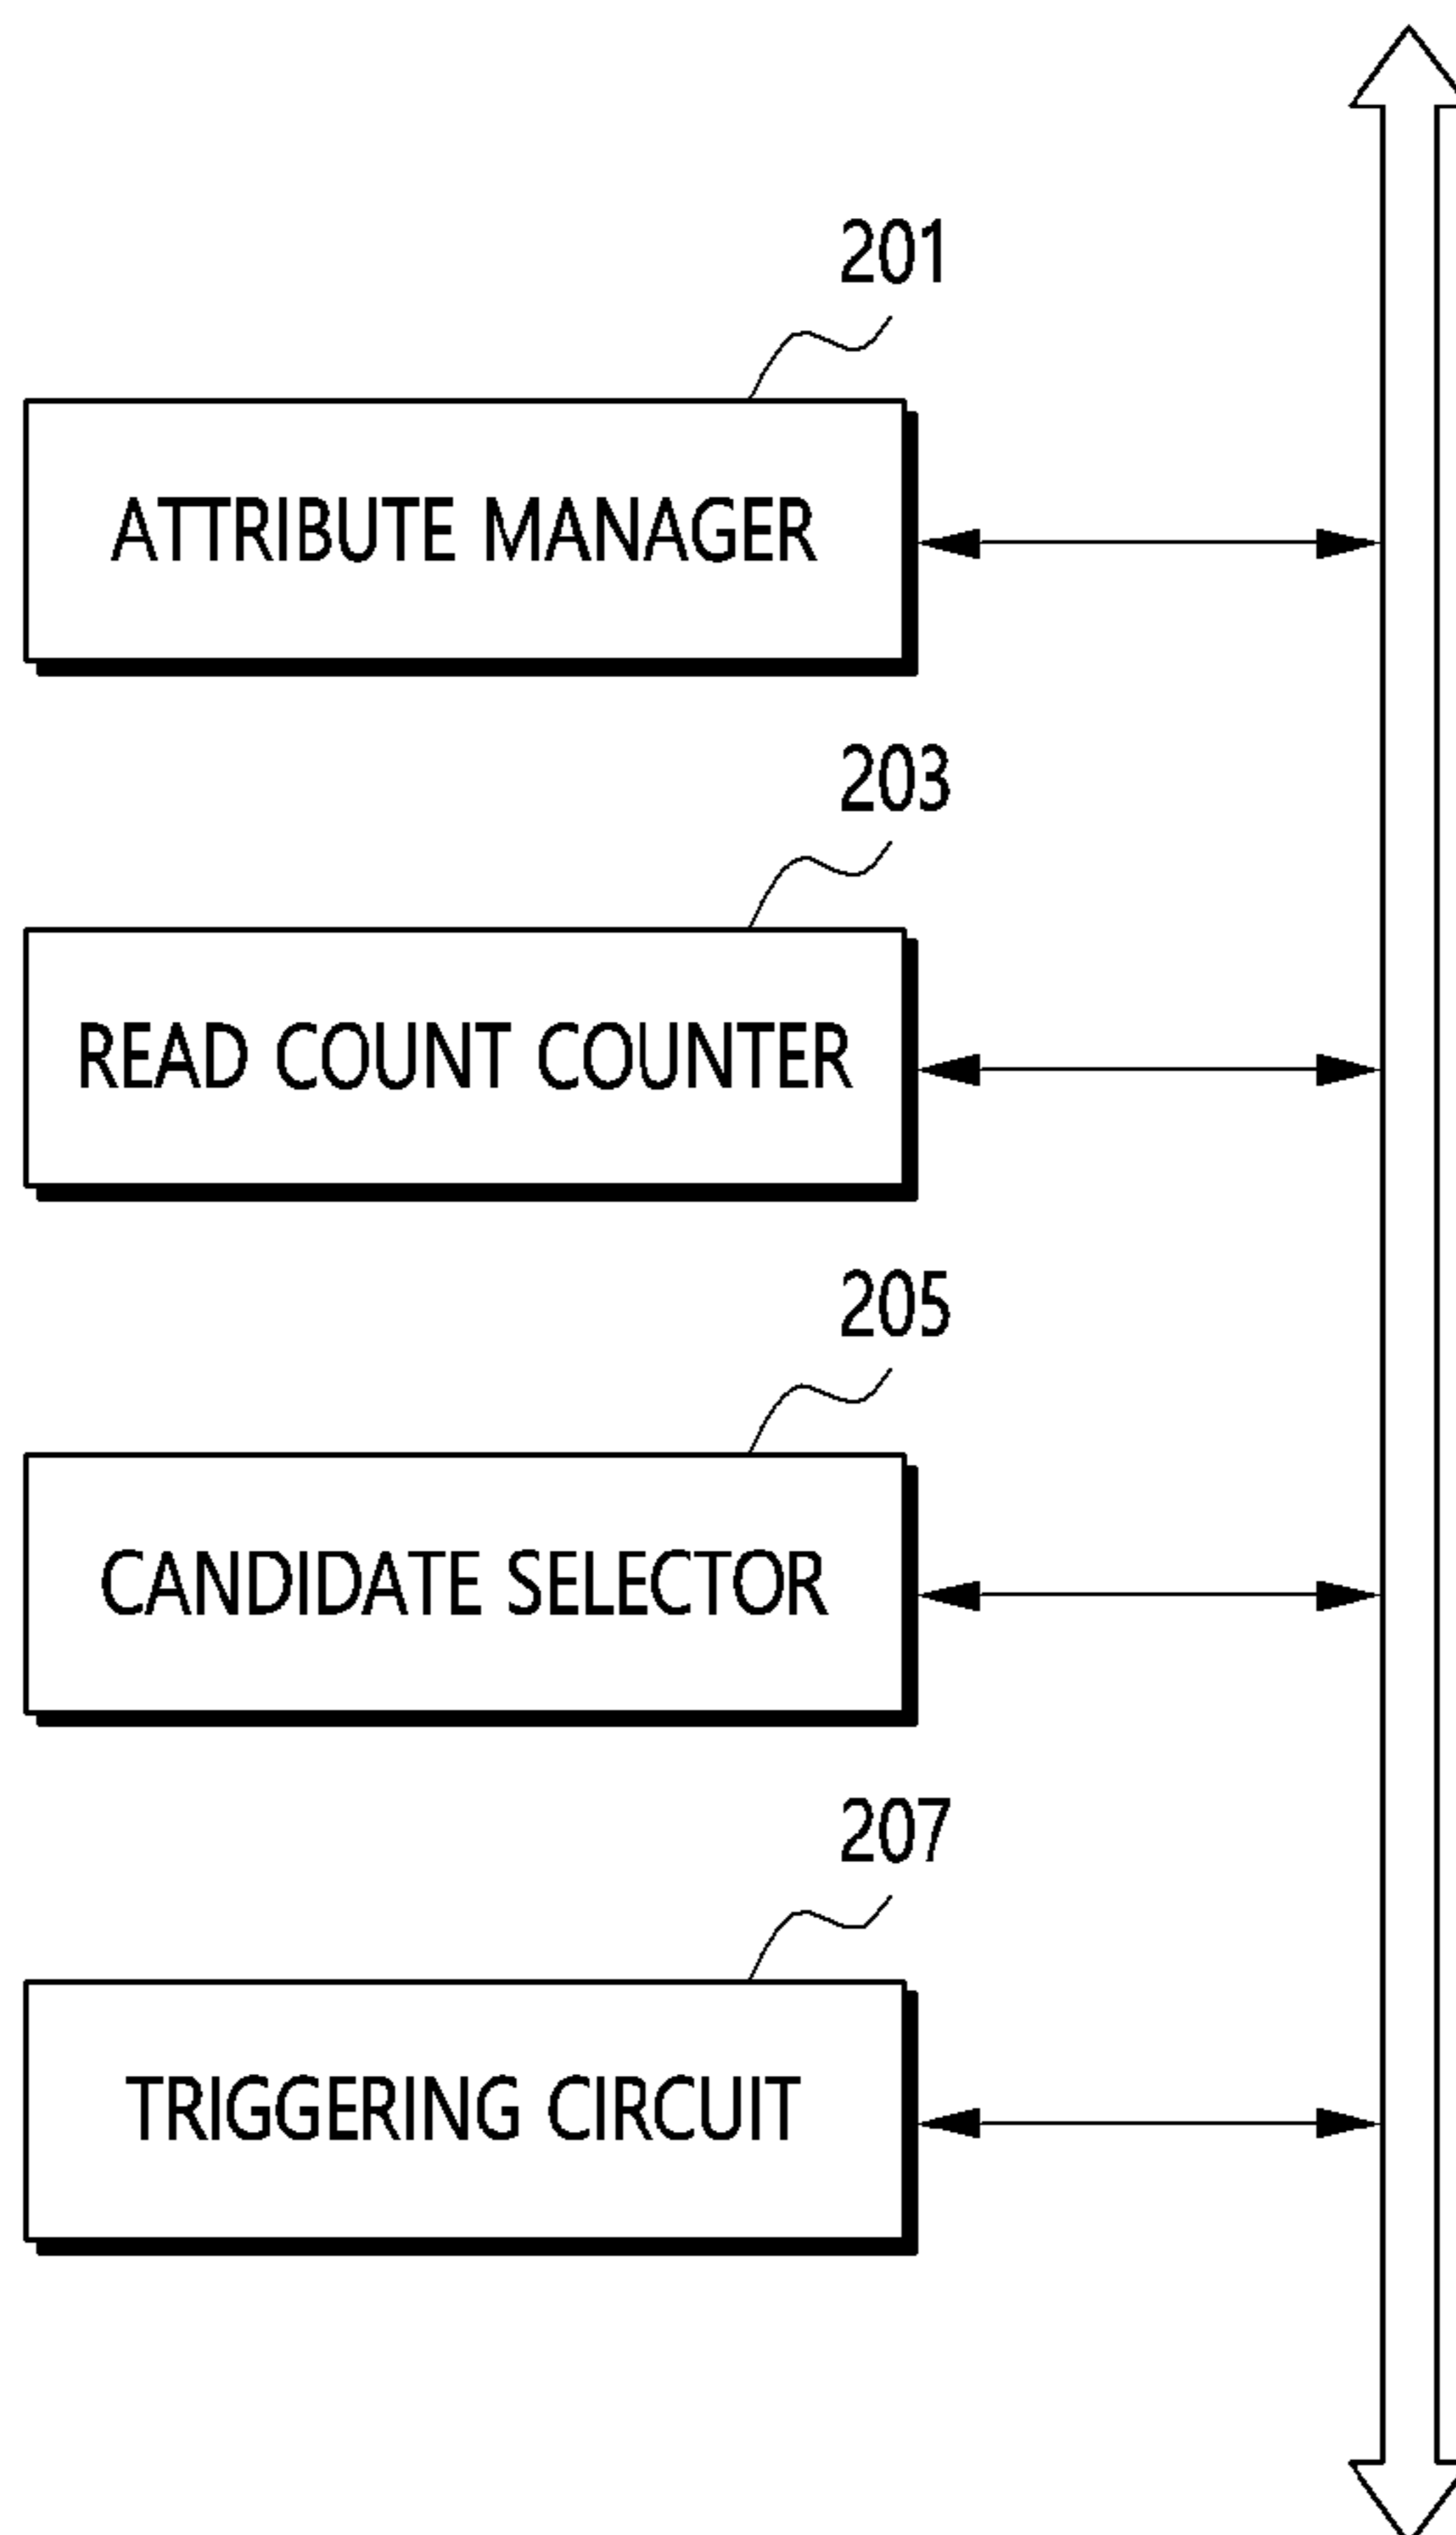 201
ATTRIBUTE MANAGER
203
READ COUNT COUNTER
205
CANDIDATE SELECTOR
207
TRIGGERING CIRCUIT